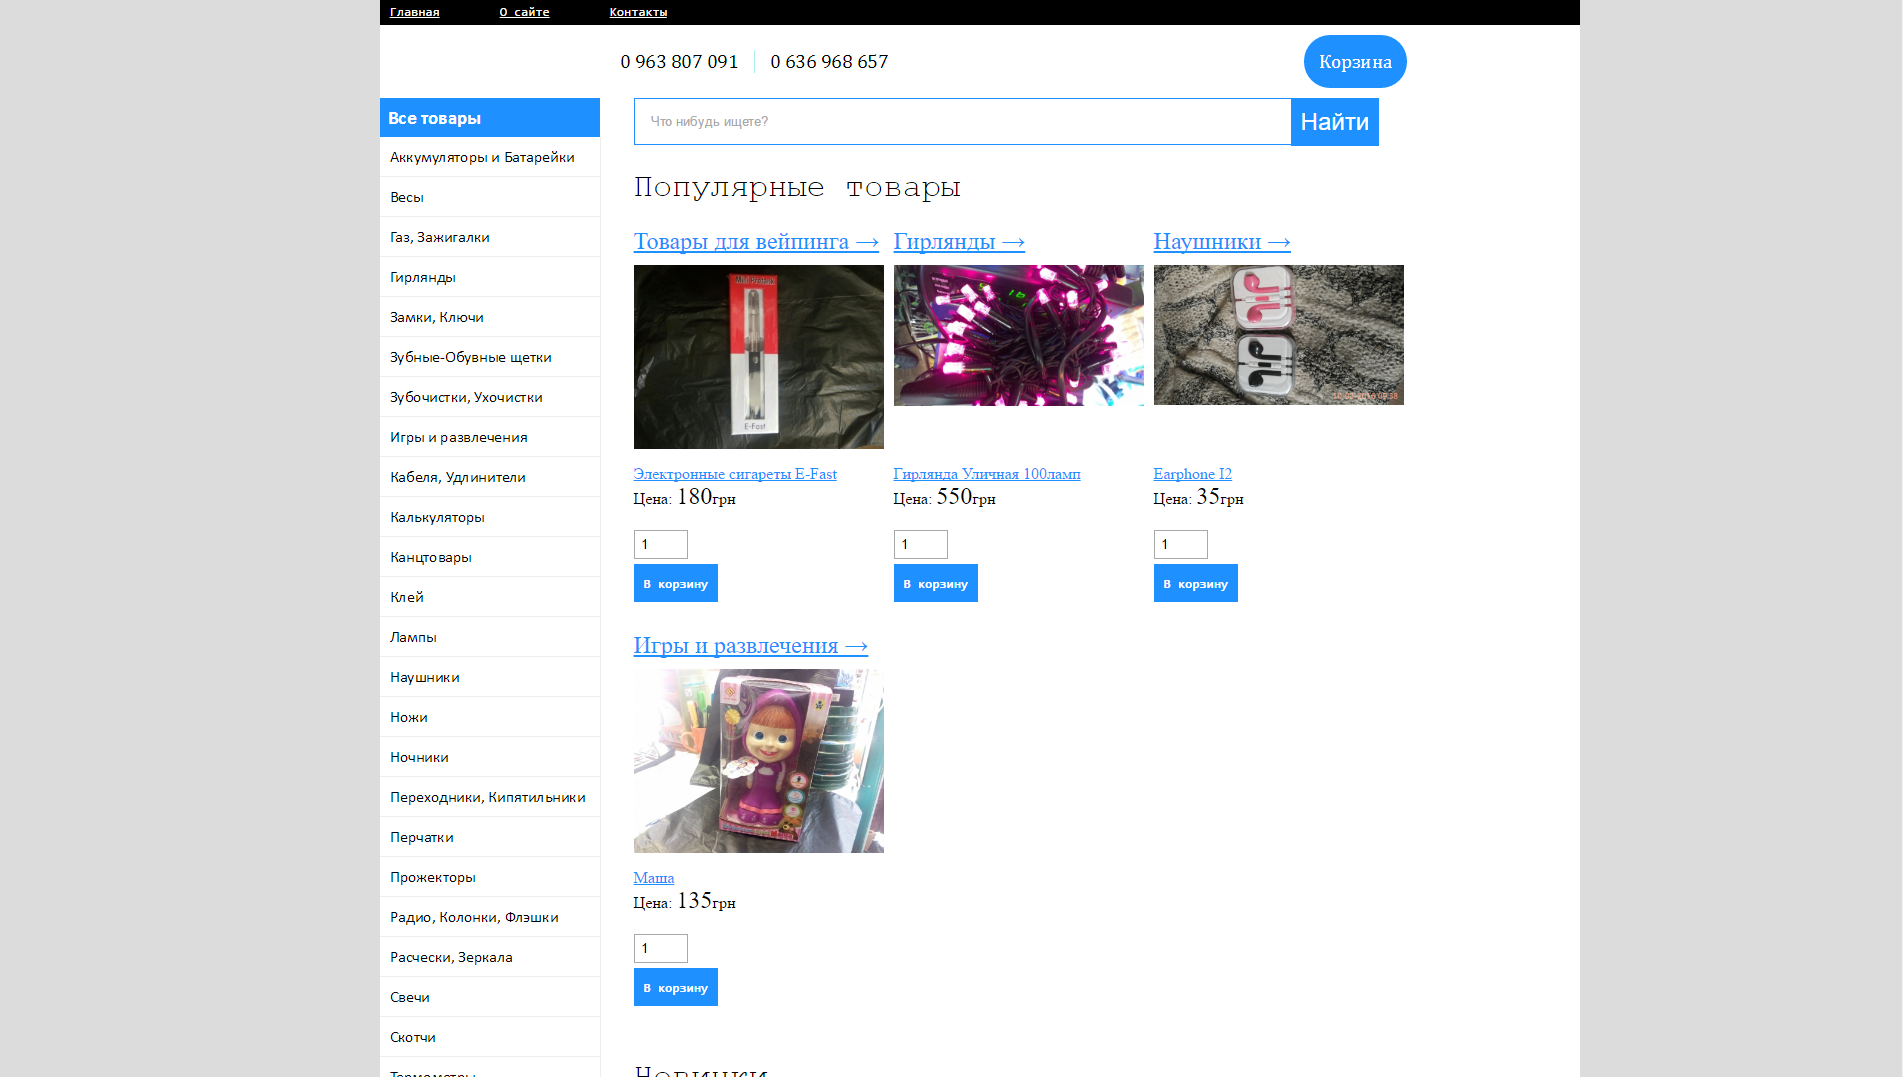 Главная О сайте Контакты
0 963 807 091 0 636 968 657 Корзина
Все товары
Что нибудь ищете? Найти
Аккумуляторы и Батарейки
Весы
Газ, Зажигалки
Гирлянды
Замки, Ключи
Зубные-Обувные щетки
Зубочистки, Ухочистки
Игры и развлечения
Кабеля, Удлинители
Калькуляторы
Канцтовары
Клей
Лампы
Наушники
Ножи
Ночники
Переходники, Кипятильники
Перчатки
Прожекторы
Радио, Колонки, Флэшки
Расчески, Зеркала
Свечи
Скотчи
Термометры
Популярные товары
Товары для вейпинга → Гирлянды → Наушники →
E-Fast
Электронные сигареты E-Fast Гирлянда Уличная 100ламп Earphone I2
Цена: 180грн Цена: 550грн Цена: 35грн
1 1 1
В корзину В корзину В корзину
Игры и развлечения →
Маша
Цена: 135грн
1
В корзину
Новинки